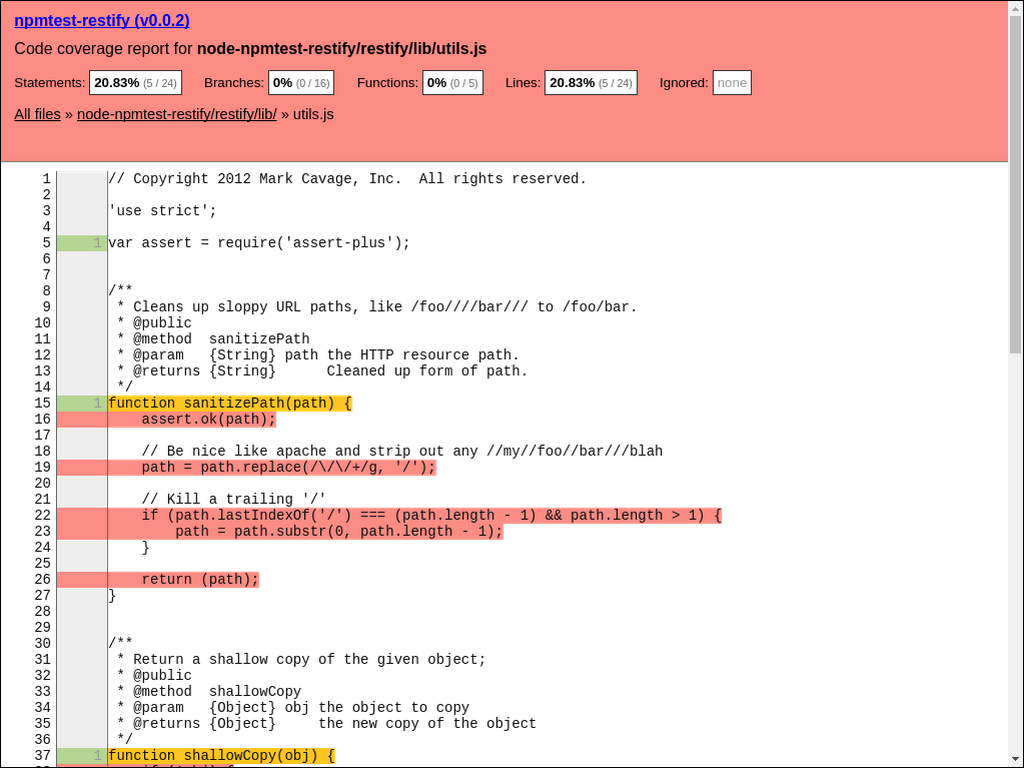 npmtest-restify (v0.0.2)
Code coverage report for node-npmtest-restify/restify/lib/utils.js
Statements: 20.83% (5 / 24) Branches: 0% (0 / 16) Functions: 0% (0 / 5) Lines: 20.83% (5 / 24) Ignored: none
All files » node-npmtest-restify/restify/lib/ » utils.js
1 // Copyright 2012 Mark Cavage, Inc.  All rights reserved.
2
3 'use strict';
4
5 1 var assert = require('assert-plus');
6
7
8 /**
9  * Cleans up sloppy URL paths, like /foo////bar/// to /foo/bar.
10  * @public
11  * @method  sanitizePath
12  * @param   {String} path the HTTP resource path.
13  * @returns {String}      Cleaned up form of path.
14  */
15 1 function sanitizePath(path) {
16     assert.ok(path);
17
18     // Be nice like apache and strip out any //my//foo//bar///blah
19     path = path.replace(/\/\/+/g, '/');
20
21     // Kill a trailing '/'
22     if (path.lastIndexOf('/') === (path.length - 1) && path.length > 1) {
23         path = path.substr(0, path.length - 1);
24     }
25
26     return (path);
27 }
28
29
30 /**
31  * Return a shallow copy of the given object;
32  * @public
33  * @method  shallowCopy
34  * @param   {Object} obj the object to copy
35  * @returns {Object}     the new copy of the object
36  */
37 1 function shallowCopy(obj) {